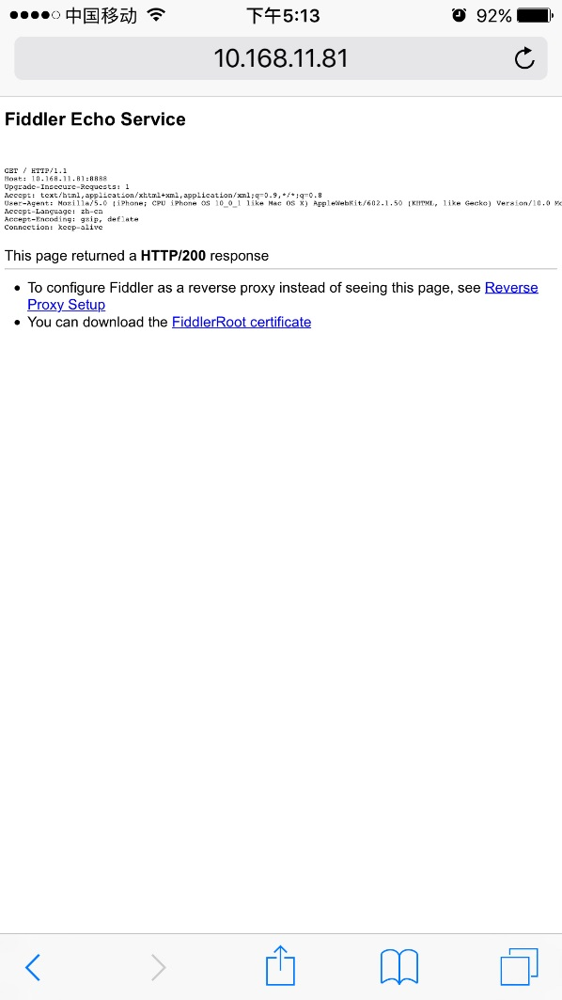 中国移动
下午5:13
92%
10.168.11.81
Fiddler Echo Service
GET / HTTP/1.1
Host: 10.168.11.81:8888
Upgrade-Insecure-Requests: 1
Accept: text/html,application/xhtml+xml,application/xml;q=0.9,*/*;q=0.8
User-Agent: Mozilla/5.0 (iPhone; CPU iPhone OS 10_0_1 like Mac OS X) AppleWebKit/602.1.50 (KHTML, like Gecko) Version/10.0 Mo
Accept-Language: zh-cn
Accept-Encoding: gzip, deflate
Connection: keep-alive
This page returned a HTTP/200 response
To configure Fiddler as a reverse proxy instead of seeing this page, see Reverse
Proxy Setup
You can download the FiddlerRoot certificate